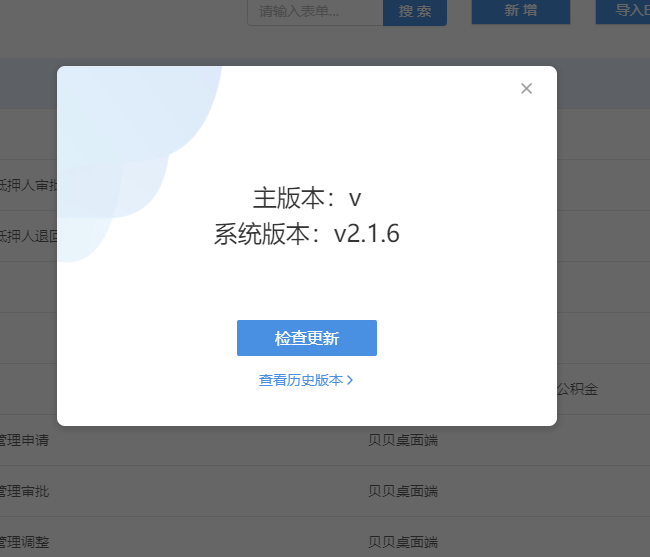 请输入表单...
搜 索
新 增
导入
抵押人审批
抵押人退回
主版本：v
系统版本：v2.1.6
检查更新
查看历史版本
公积金
管理申请
贝贝桌面端
管理审批
贝贝桌面端
管理调整
贝贝桌面端